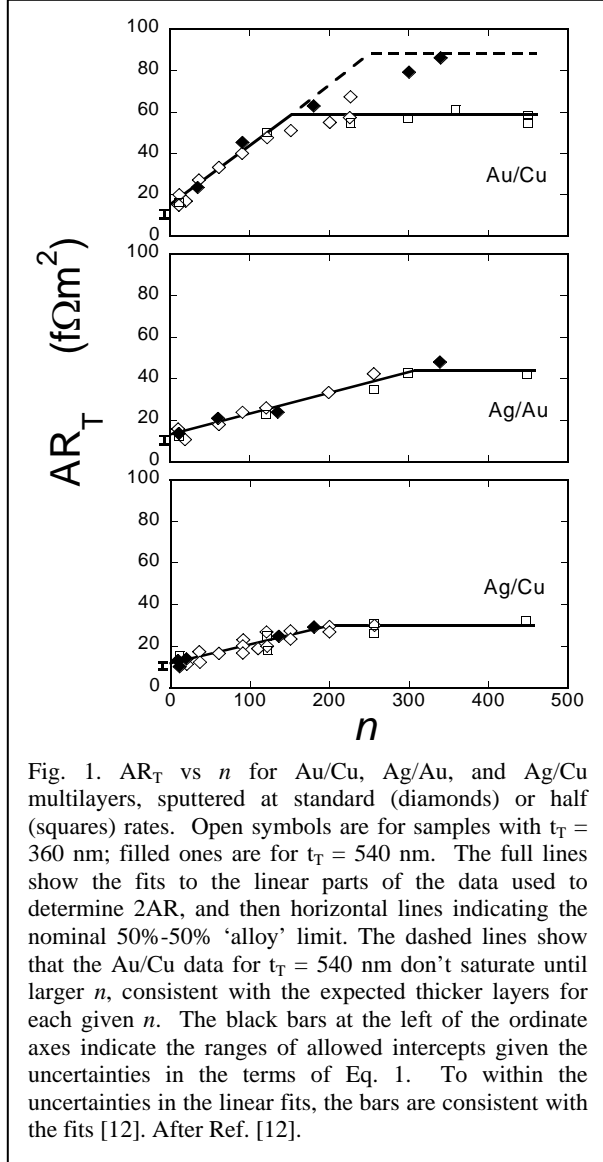 100
80
60
40
20
0
Au/Cu
100
80
60
40
20
0
Ag/Au
AR_T (fΩm²)
100
80
60
40
20
0
Ag/Cu
0 100 200 300 400 500
n
Fig. 1. AR_T vs n for Au/Cu, Ag/Au, and Ag/Cu
multilayers, sputtered at standard (diamonds) or half
(squares) rates. Open symbols are for samples with t_T =
360 nm; filled ones are for t_T = 540 nm. The full lines
show the fits to the linear parts of the data used to
determine 2AR, and then horizontal lines indicating the
nominal 50%-50% ‘alloy’ limit. The dashed lines show
that the Au/Cu data for t_T = 540 nm don’t saturate until
larger n, consistent with the expected thicker layers for
each given n. The black bars at the left of the ordinate
axes indicate the ranges of allowed intercepts given the
uncertainties in the terms of Eq. 1. To within the
uncertainties in the linear fits, the bars are consistent with
the fits [12]. After Ref. [12].